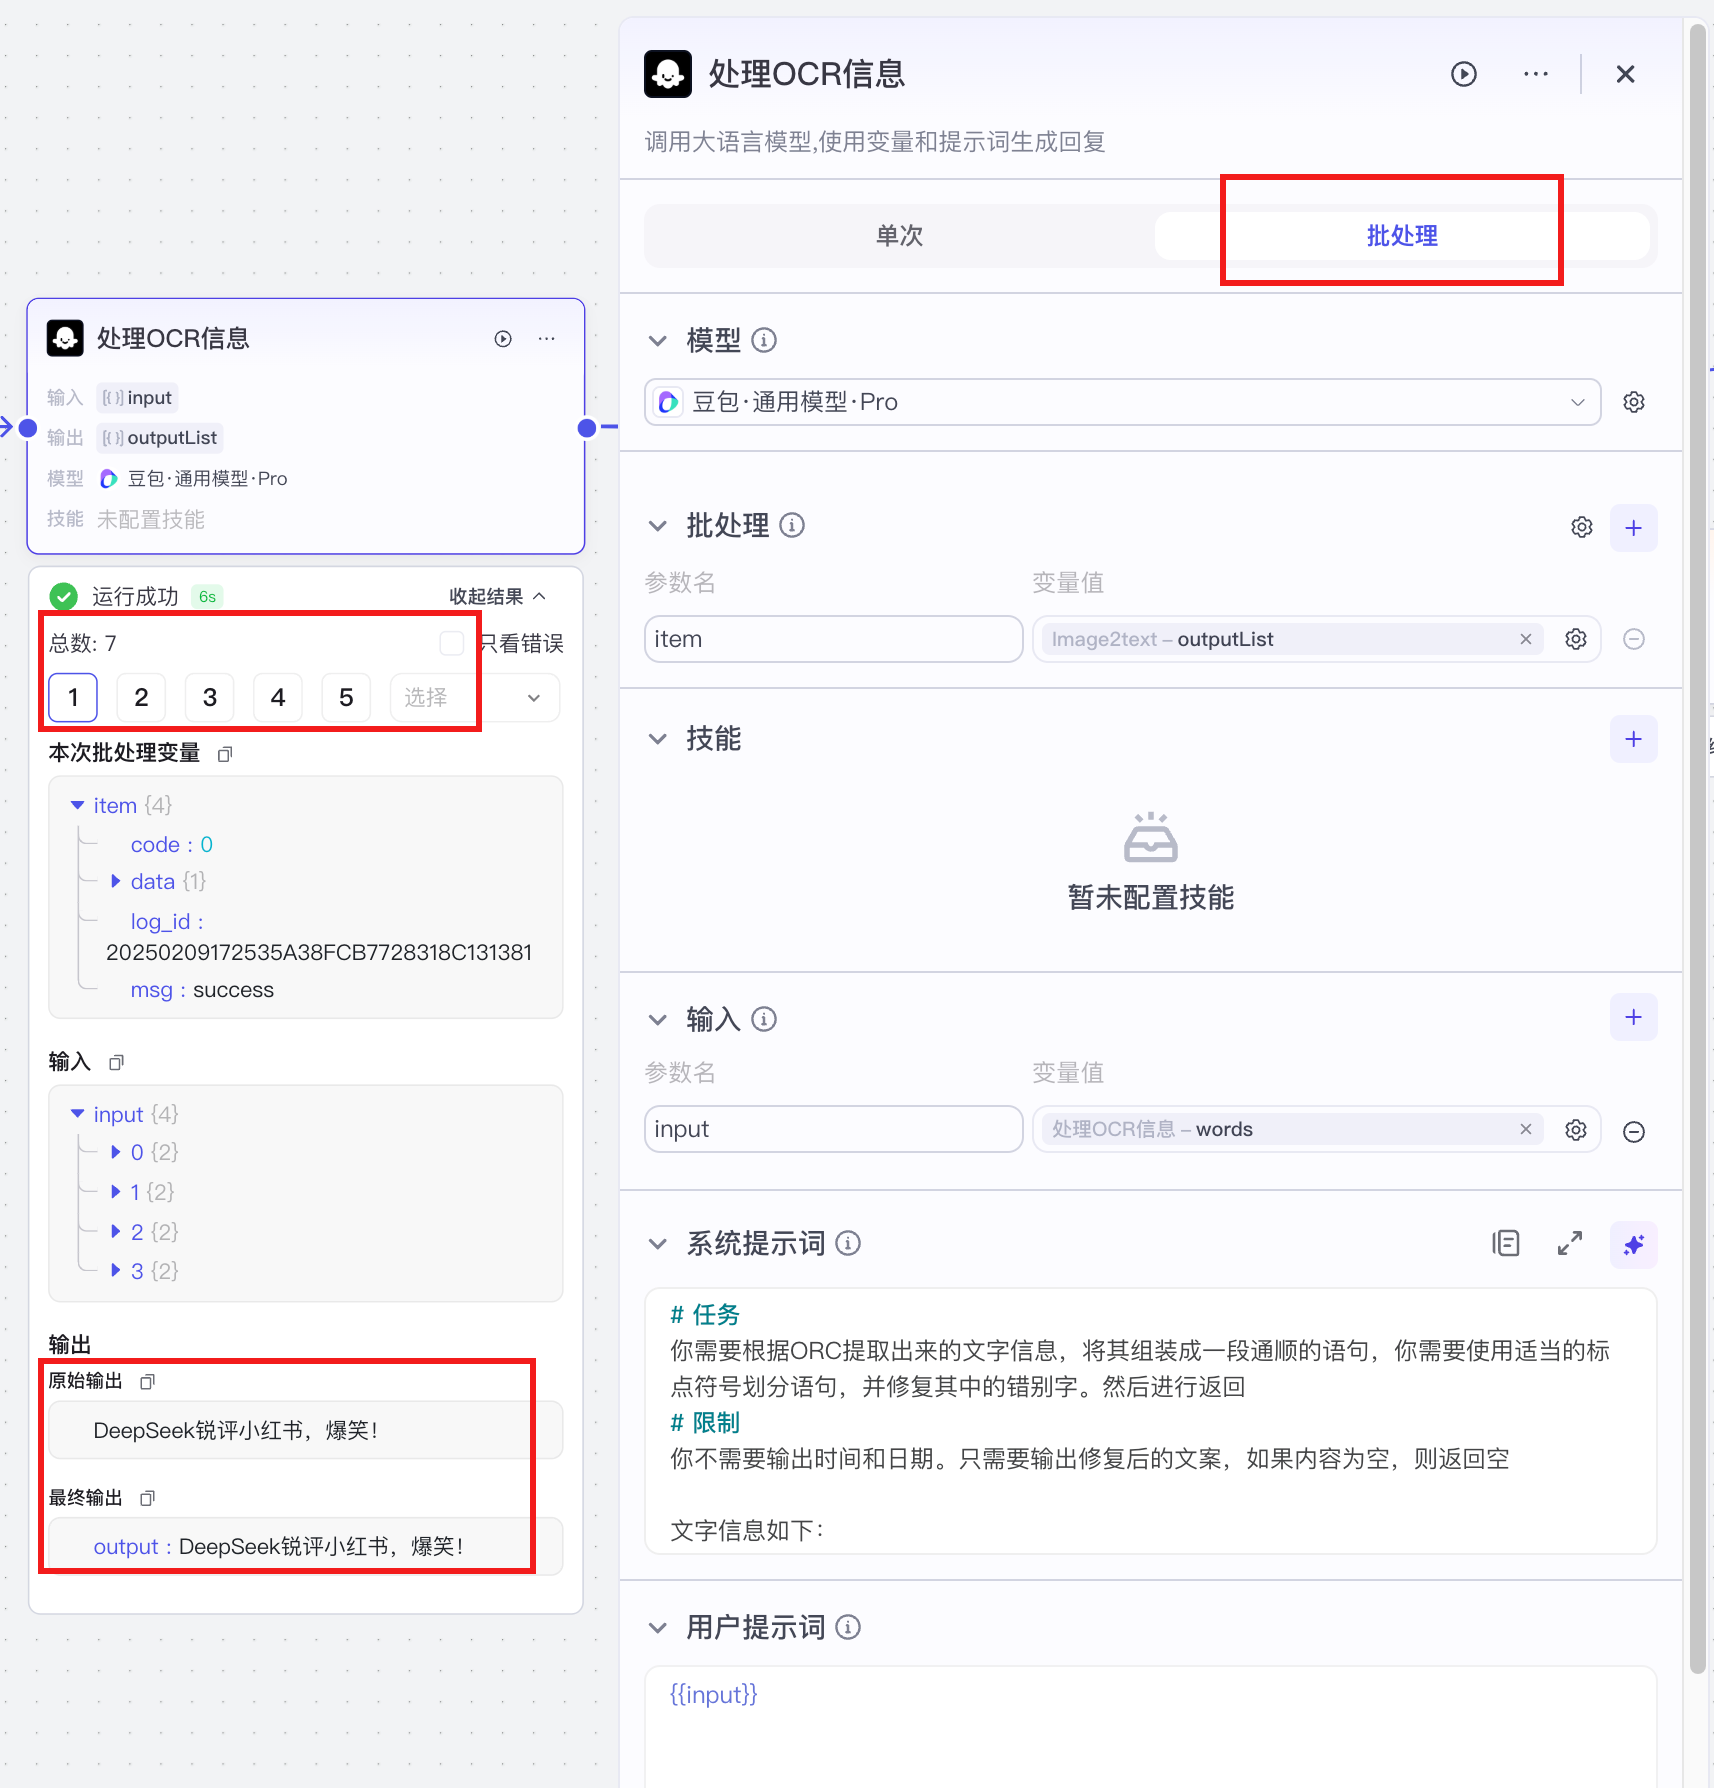 处理OCR信息
输入 [{}] input
输出 [{}] outputList
模型 豆包·通用模型·Pro
技能 未配置技能
运行成功 6s 收起结果
总数: 7 只看错误
1 2 3 4 5 选择
本次批处理变量
item {4}
code : 0
data {1}
log_id :
20250209172535A38FCB7728318C131381
msg : success
输入
input {4}
0 {2}
1 {2}
2 {2}
3 {2}
输出
原始输出
DeepSeek锐评小红书，爆笑！
最终输出
output : DeepSeek锐评小红书，爆笑！
处理OCR信息
调用大语言模型,使用变量和提示词生成回复
单次 批处理
模型
豆包·通用模型·Pro
批处理
参数名 变量值
item Image2text – outputList
技能
暂未配置技能
输入
参数名 变量值
input 处理OCR信息 – words
系统提示词
# 任务
你需要根据ORC提取出来的文字信息，将其组装成一段通顺的语句，你需要使用适当的标
点符号划分语句，并修复其中的错别字。然后进行返回
# 限制
你不需要输出时间和日期。只需要输出修复后的文案，如果内容为空，则返回空
文字信息如下：
用户提示词
{{input}}